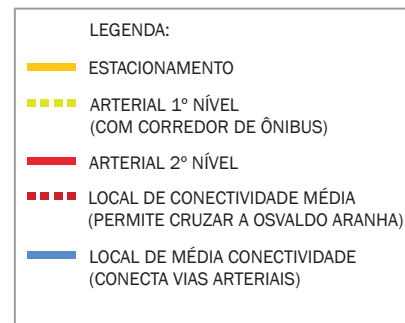 LEGENDA:
ESTACIONAMENTO
ARTERIAL 1º NÍVEL
(COM CORREDOR DE ÔNIBUS)
ARTERIAL 2º NÍVEL
LOCAL DE CONECTIVIDADE MÉDIA
(PERMITE CRUZAR A OSVALDO ARANHA)
LOCAL DE MÉDIA CONECTIVIDADE
(CONECTA VIAS ARTERIAIS)